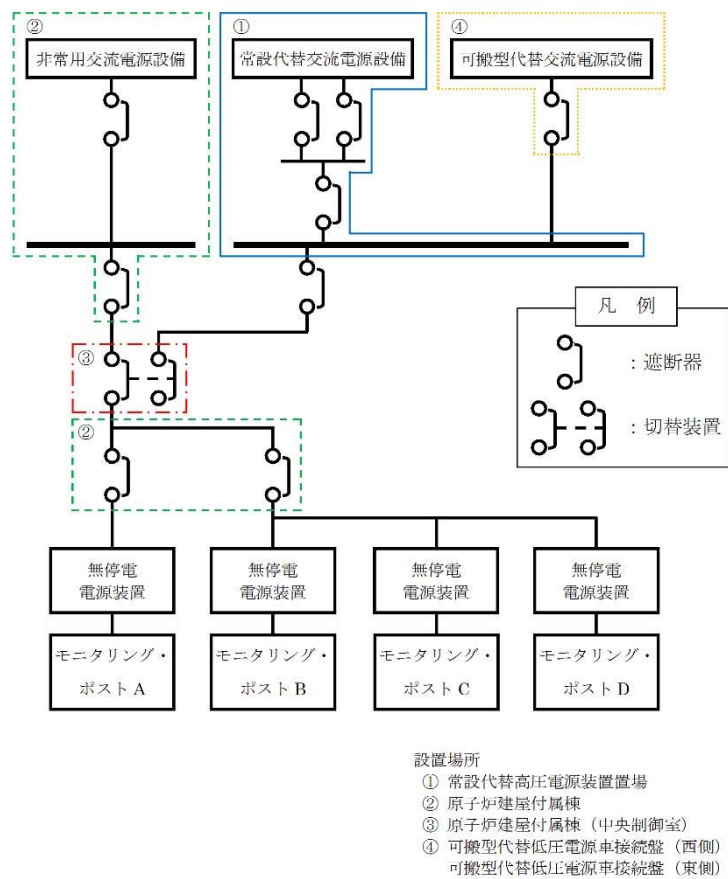 ② ① ④
非常用交流電源設備 常設代替交流電源設備 可搬型代替交流電源設備
凡 例
③
:遮断器
:切替装置
②
無停電
電源装置
無停電
電源装置
無停電
電源装置
無停電
電源装置
モニタリング・
ポスト A
モニタリング・
ポスト B
モニタリング・
ポスト C
モニタリング・
ポスト D
設置場所
① 常設代替高圧電源装置置場
② 原子炉建屋付属棟
③ 原子炉建屋付属棟(中央制御室)
④ 可搬型代替低圧電源車接続盤(西側)
可搬型代替低圧電源車接続盤(東側)